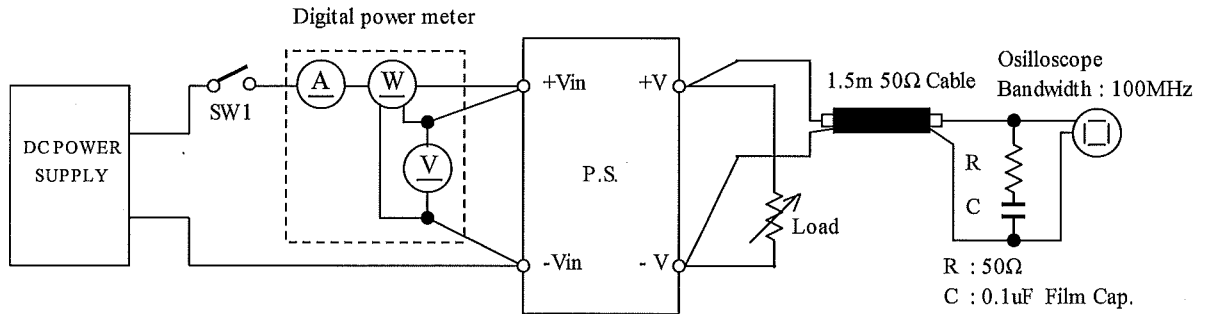 Digital power meter
SW1
A
W
V
DC POWER
SUPPLY
+Vin
-Vin
P.S.
+V
- V
Load
1.5m 50Ω Cable
Osilloscope
Bandwidth : 100MHz
R
C
R : 50Ω
C : 0.1uF Film Cap.